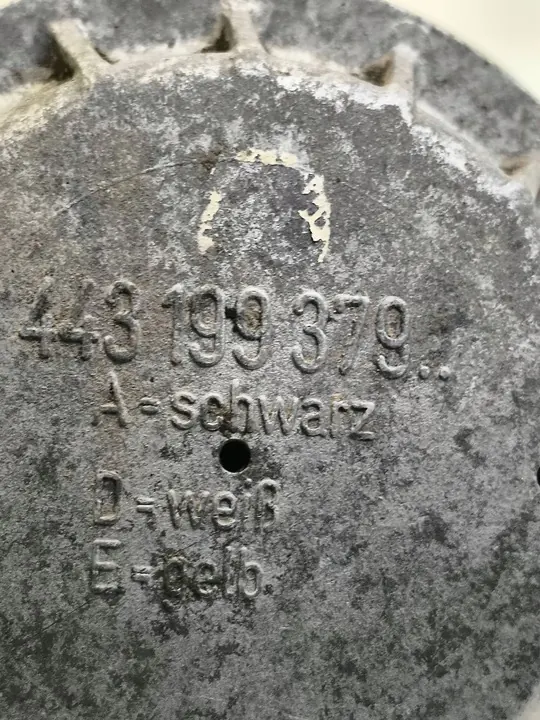 443 199 379..
A-schwarz
D-weiß
E-gelb